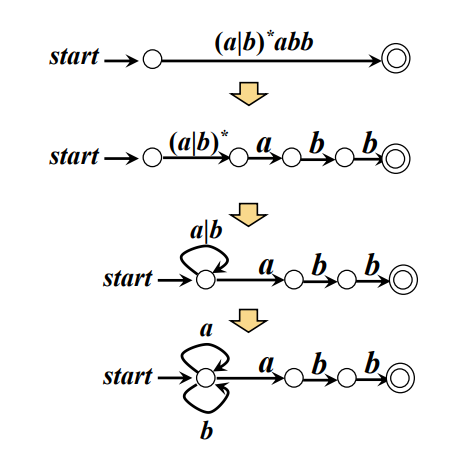 start (a|b)*abb
start (a|b)* a b b
a|b
start a b b
a
start a b b
b